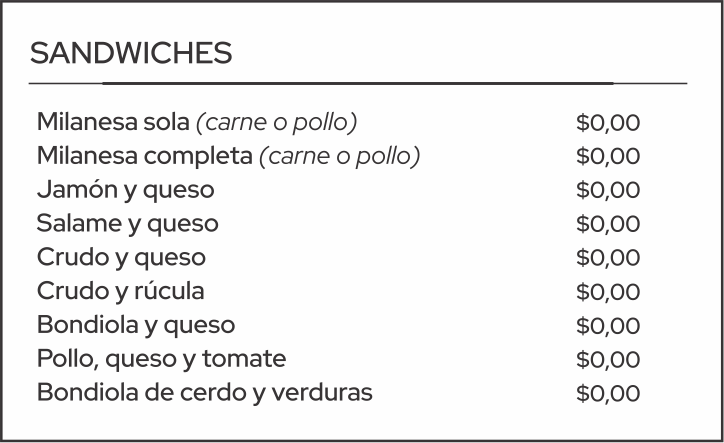 SANDWICHES
Milanesa sola (carne o pollo) $0,00
Milanesa completa (carne o pollo) $0,00
Jamón y queso $0,00
Salame y queso $0,00
Crudo y queso $0,00
Crudo y rúcula $0,00
Bondiola y queso $0,00
Pollo, queso y tomate $0,00
Bondiola de cerdo y verduras $0,00